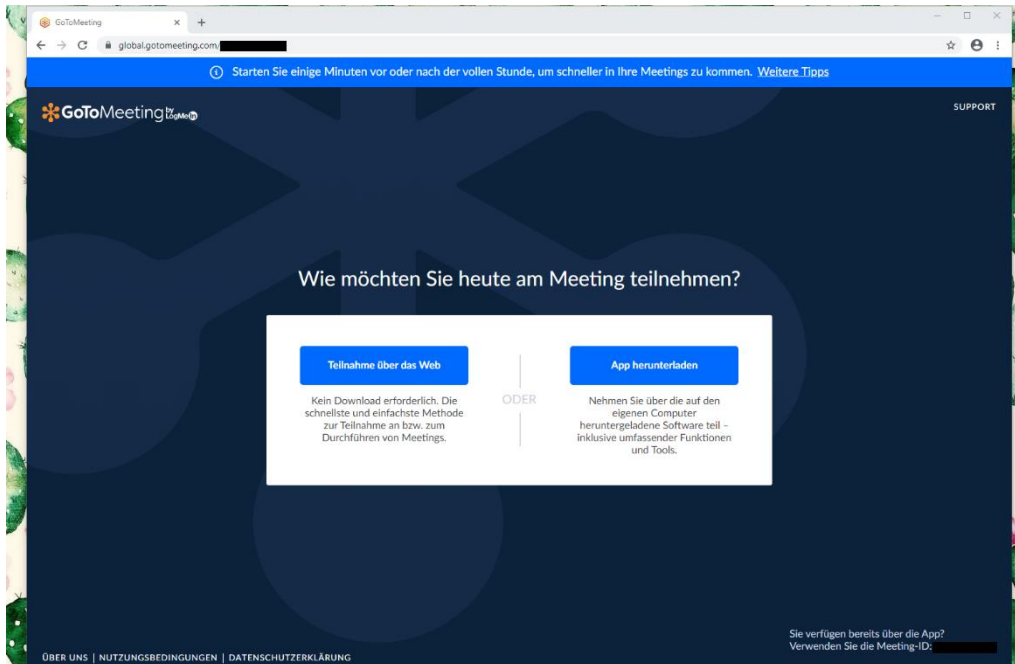 GoToMeeting
global.gotomeeting.com/
Starten Sie einige Minuten vor oder nach der vollen Stunde, um schneller in Ihre Meetings zu kommen. Weitere Tipps
GoToMeeting by LogMeIn
SUPPORT
Wie möchten Sie heute am Meeting teilnehmen?
Teilnahme über das Web
Kein Download erforderlich. Die
schnellste und einfachste Methode
zur Teilnahme an bzw. zum
Durchführen von Meetings.
ODER
App herunterladen
Nehmen Sie über die auf den
eigenen Computer
heruntergeladene Software teil –
inklusive umfassender Funktionen
und Tools.
Sie verfügen bereits über die App?
Verwenden Sie die Meeting-ID:
ÜBER UNS | NUTZUNGSBEDINGUNGEN | DATENSCHUTZERKLÄRUNG